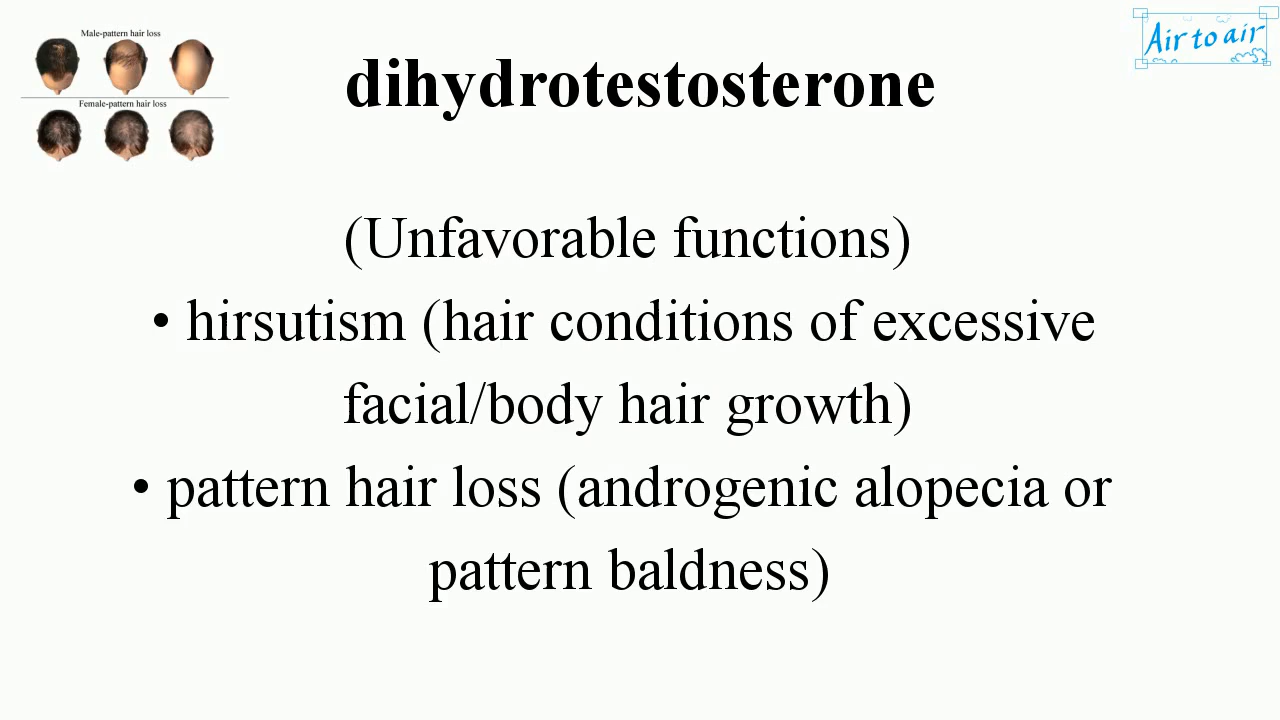 Male-pattern hair loss
Female-pattern hair loss
Air to air
dihydrotestosterone
(Unfavorable functions)
• hirsutism (hair conditions of excessive
facial/body hair growth)
• pattern hair loss (androgenic alopecia or
pattern baldness)